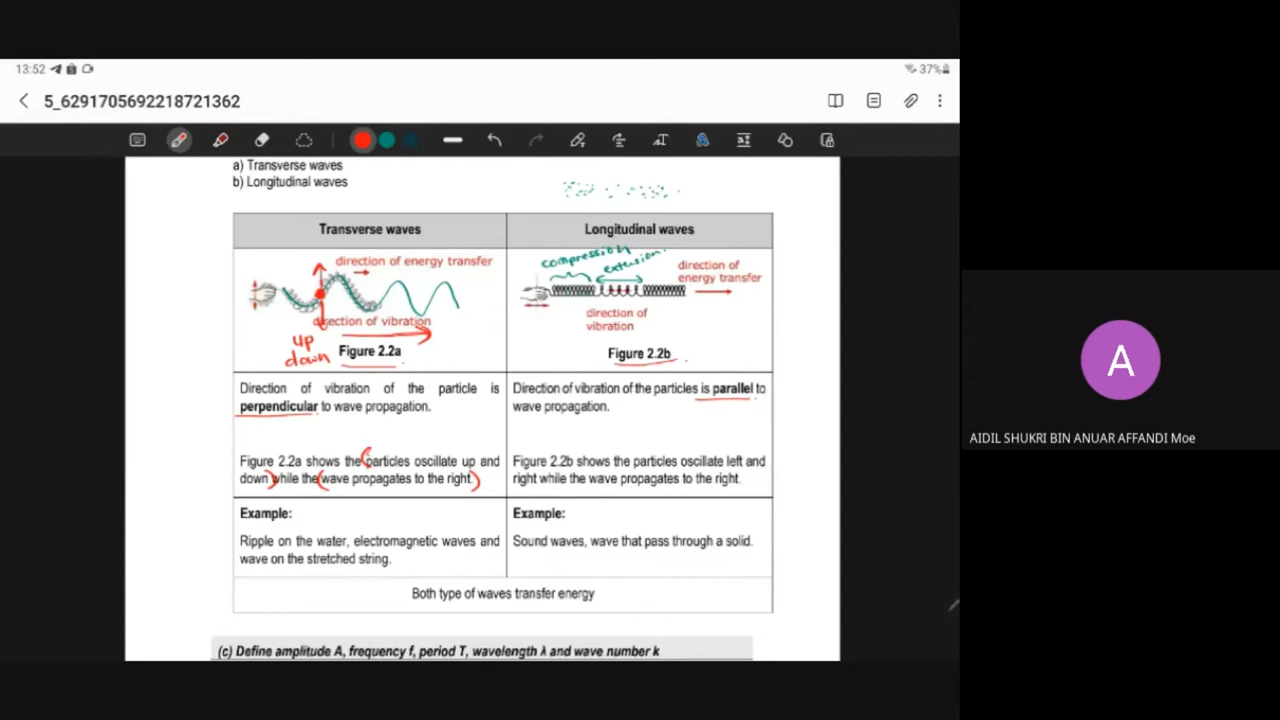 13:52
37%
5_6291705692218721362
a) Transverse waves
b) Longitudinal waves
Transverse waves
Longitudinal waves
direction of energy transfer
direction of vibration
up
down
Figure 2.2a
compression
extension
direction of
energy transfer
direction of
vibration
Figure 2.2b
Direction of vibration of the particle is
perpendicular to wave propagation.
Figure 2.2a shows the particles oscillate up and
down while the wave propagates to the right.
Direction of vibration of the particles is parallel to
wave propagation.
Figure 2.2b shows the particles oscillate left and
right while the wave propagates to the right.
Example:
Ripple on the water, electromagnetic waves and
wave on the stretched string.
Example:
Sound waves, wave that pass through a solid.
Both type of waves transfer energy
(c) Define amplitude A, frequency f, period T, wavelength λ and wave number k
A
AIDIL SHUKRI BIN ANUAR AFFANDI Moe